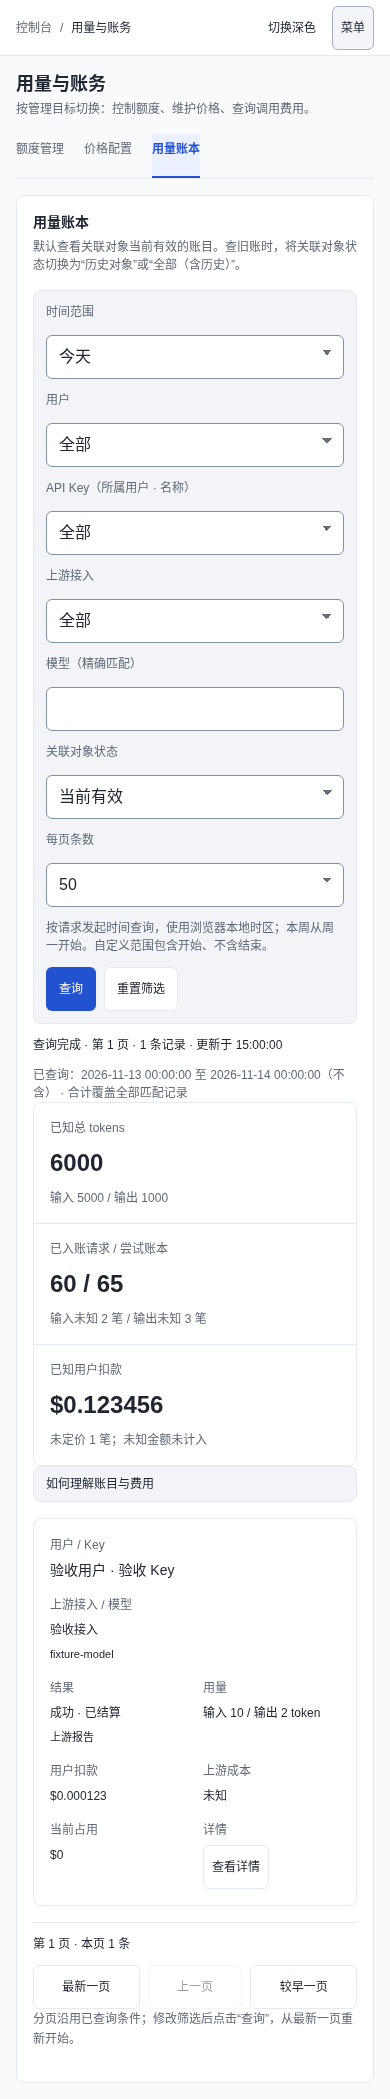 控制台 / 用量与账务 切换深色 菜单
用量与账务
按管理目标切换：控制额度、维护价格、查询调用费用。
额度管理 价格配置 用量账本
用量账本
默认查看关联对象当前有效的账目。查旧账时，将关联对象状
态切换为“历史对象”或“全部（含历史）”。
时间范围
今天
用户
全部
API Key（所属用户 · 名称）
全部
上游接入
全部
模型（精确匹配）
关联对象状态
当前有效
每页条数
50
按请求发起时间查询，使用浏览器本地时区；本周从周
一开始。自定义范围包含开始、不含结束。
查询 重置筛选
查询完成 · 第 1 页 · 1 条记录 · 更新于 15:00:00
已查询：2026-11-13 00:00:00 至 2026-11-14 00:00:00（不
含） · 合计覆盖全部匹配记录
已知总 tokens
6000
输入 5000 / 输出 1000
已入账请求 / 尝试账本
60 / 65
输入未知 2 笔 / 输出未知 3 笔
已知用户扣款
$0.123456
未定价 1 笔；未知金额未计入
如何理解账目与费用
用户 / Key
验收用户 · 验收 Key
上游接入 / 模型
验收接入
fixture-model
结果 用量
成功 · 已结算 输入 10 / 输出 2 token
上游报告
用户扣款 上游成本
$0.000123 未知
当前占用 详情
$0 查看详情
第 1 页 · 本页 1 条
最新一页 上一页 较早一页
分页沿用已查询条件；修改筛选后点击“查询”，从最新一页重
新开始。